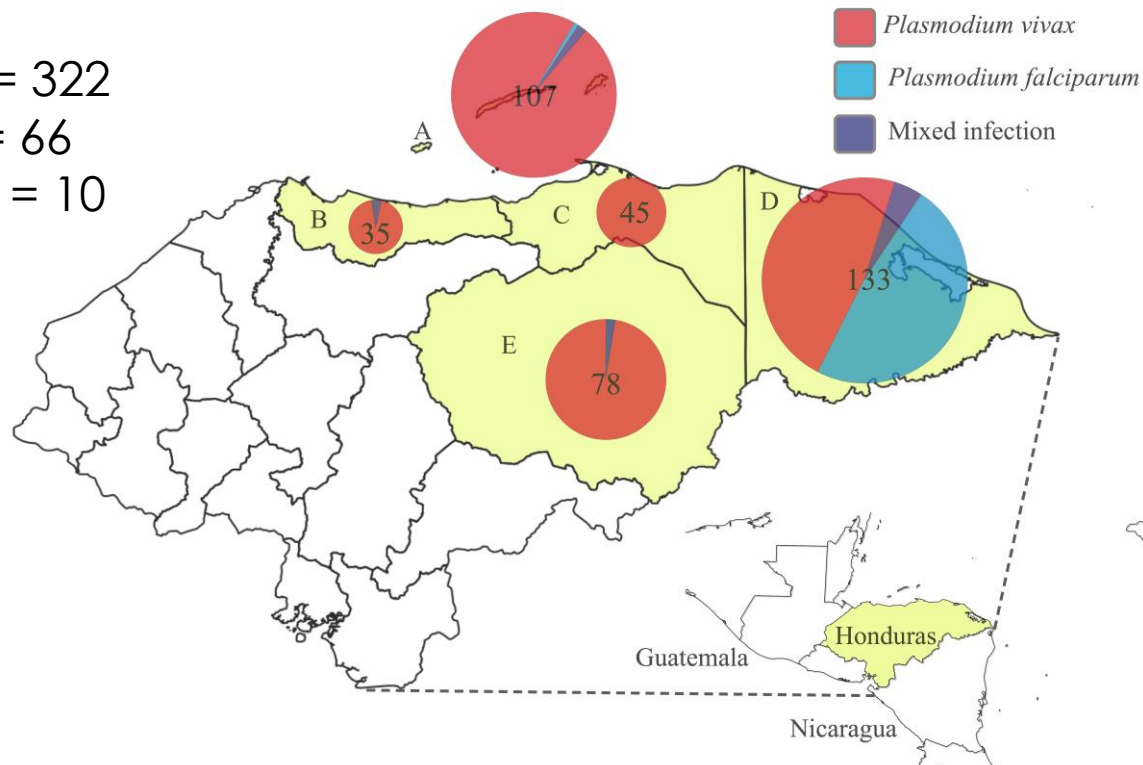 = 322
= 66
= 10
Plasmodium vivax
Plasmodium falciparum
Mixed infection
107
A
B
35
C
45
D
133
E
78
Honduras
Guatemala
Nicaragua